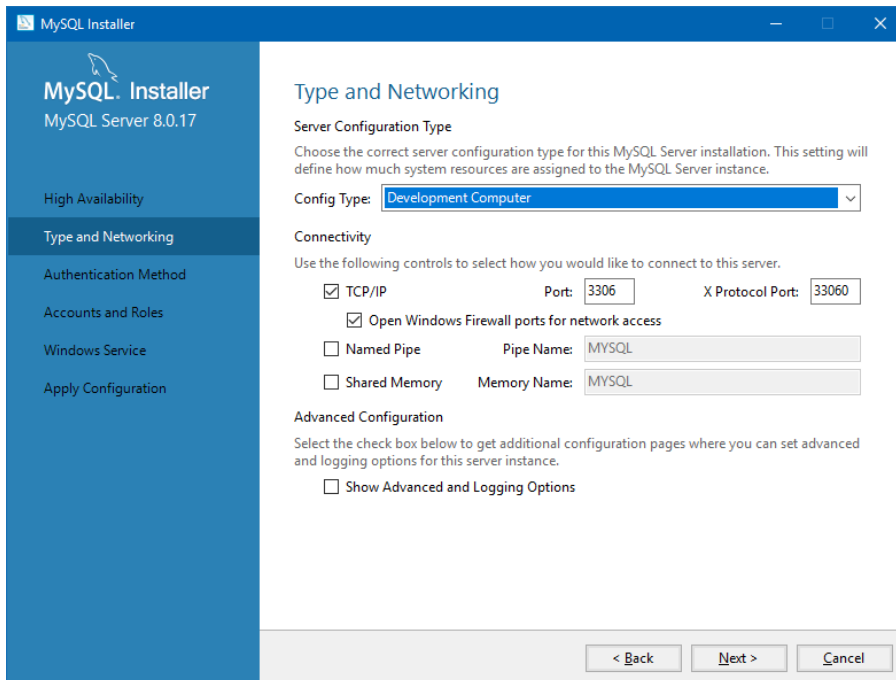 MySQL Installer
MySQL. Installer
MySQL Server 8.0.17
High Availability
Type and Networking
Authentication Method
Accounts and Roles
Windows Service
Apply Configuration
Type and Networking
Server Configuration Type
Choose the correct server configuration type for this MySQL Server installation. This setting will
define how much system resources are assigned to the MySQL Server instance.
Config Type: Development Computer
Connectivity
Use the following controls to select how you would like to connect to this server.
TCP/IP Port: 3306 X Protocol Port: 33060
Open Windows Firewall ports for network access
Named Pipe Pipe Name: MYSQL
Shared Memory Memory Name: MYSQL
Advanced Configuration
Select the check box below to get additional configuration pages where you can set advanced
and logging options for this server instance.
Show Advanced and Logging Options
< Back Next > Cancel